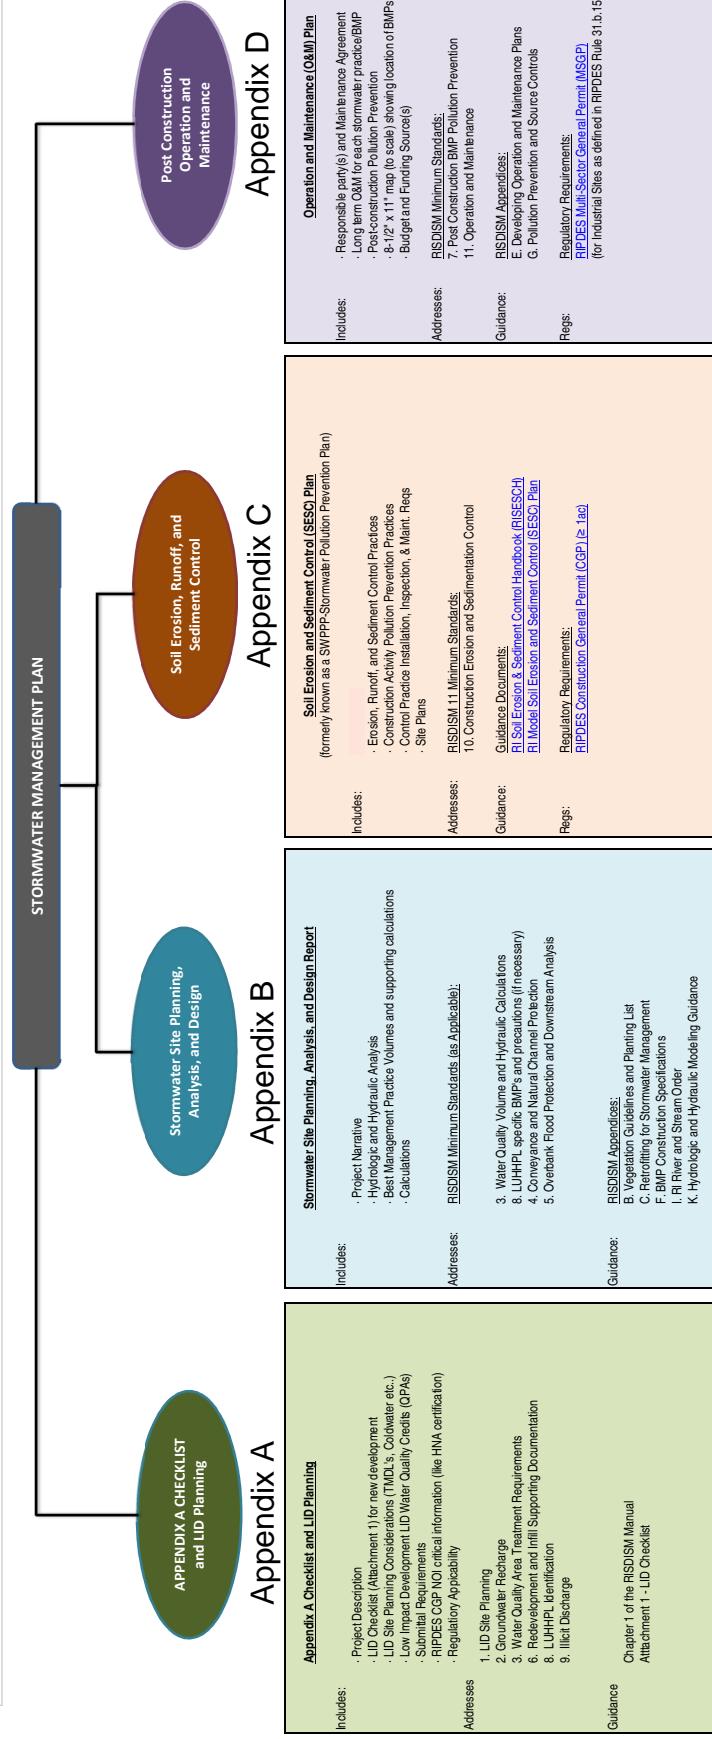 STORMWATER MANAGEMENT PLAN
APPENDIX A CHECKLIST
and LID Planning
Appendix A
Appendix A Checklist and LID Planning
Includes:
· Project Description
· LID Checklist (Attachment 1) for new development
· LID Site Planning Considerations (TMDL's, Coldwater etc..)
· Low Impact Development LID Water Quality Credits (QPAs)
· Submittal Requirements
· RIPDES CGP NOI critical information (like HNA certification)
· Regulatiory Appicability
Addresses
1. LID Site Planning
2. Groundwater Recharge
3. Water Quality Area Treatment Requirements
6. Redevelopment and Infill Supporting Documentation
8. LUHHPL Identification
9. Illicit Discharge
Guidance
Chapter 1 of the RISDISM Manual
Atttachment 1 - LID Checklist
Stormwater Site Planning,
Analysis, and Design
Appendix B
Stormwater Site Planning, Analysis, and Design Report
Includes:
· Project Narrative
· Hydrologic and Hydraulic Analysis
· Best Management Practice Volumes and supporting calculations
· Calculations
Addresses:
RISDISM Minimum Standards (as Applicable):
3. Water Quality Volume and Hydraulic Calculations
8. LUHHPL specific BMP's and precautions (if necessary)
4. Conveyance and Natural Channel Protection
5. Overbank Flood Protection and Downstream Analysis
Guidance:
RISDISM Appendices:
B. Vegetation Guidelines and Planting List
C. Retrofitting for Stormwater Management
F. BMP Construction Specifications
I. RI River and Stream Order
K. Hydrologic and Hydraulic Modeling Guidance
Soil Erosion, Runoff, and
Sediment Control
Appendix C
Soil Erosion and Sediment Control (SESC) Plan
(formerly known as a SWPPP-Stormwater Pollution Prevention Plan)
Includes:
· Erosion, Runoff, and Sediment Control Practices
· Construction Activity Pollution Prevention Practices
· Control Practice Installation, Inspection, & Maint. Reqs
· Site Plans
Addresses:
RISDISM 11 Minimum Standards:
10. Construction Erosion and Sedimentation Control
Guidance:
Guidance Documents:
RI Soil Erosion & Sediment Control Handbook (RISESCH)
RI Model Soil Erosion and Sediment Control (SESC) Plan
Regs:
Regulatory Requirements:
RIPDES Construction General Permit (CGP) (≥ 1ac)
Post Construction
Operation and
Maintenance
Appendix D
Operation and Maintenance (O&M) Plan
Includes:
· Responsible party(s) and Maintenance Agreement
· Long term O&M for each stormwater practice/BMP
· Post-construction Pollution Prevention
· 8-1/2" x 11" map (to scale) showing location of BMPs
· Budget and Funding Source(s)
Addresses:
RISDISM Minimum Standards:
7. Post Construction BMP Pollution Prevention
11. Operation and Maintenance
Guidance:
RISDISM Appendices:
E. Developing Operation and Maintenance Plans
G. Pollution Prevention and Source Controls
Regs:
Regulatory Requirements:
RIPDES Multi-Sector General Permit (MSGP)
(for Industrial Sites as defined in RIPDES Rule 31.b.15